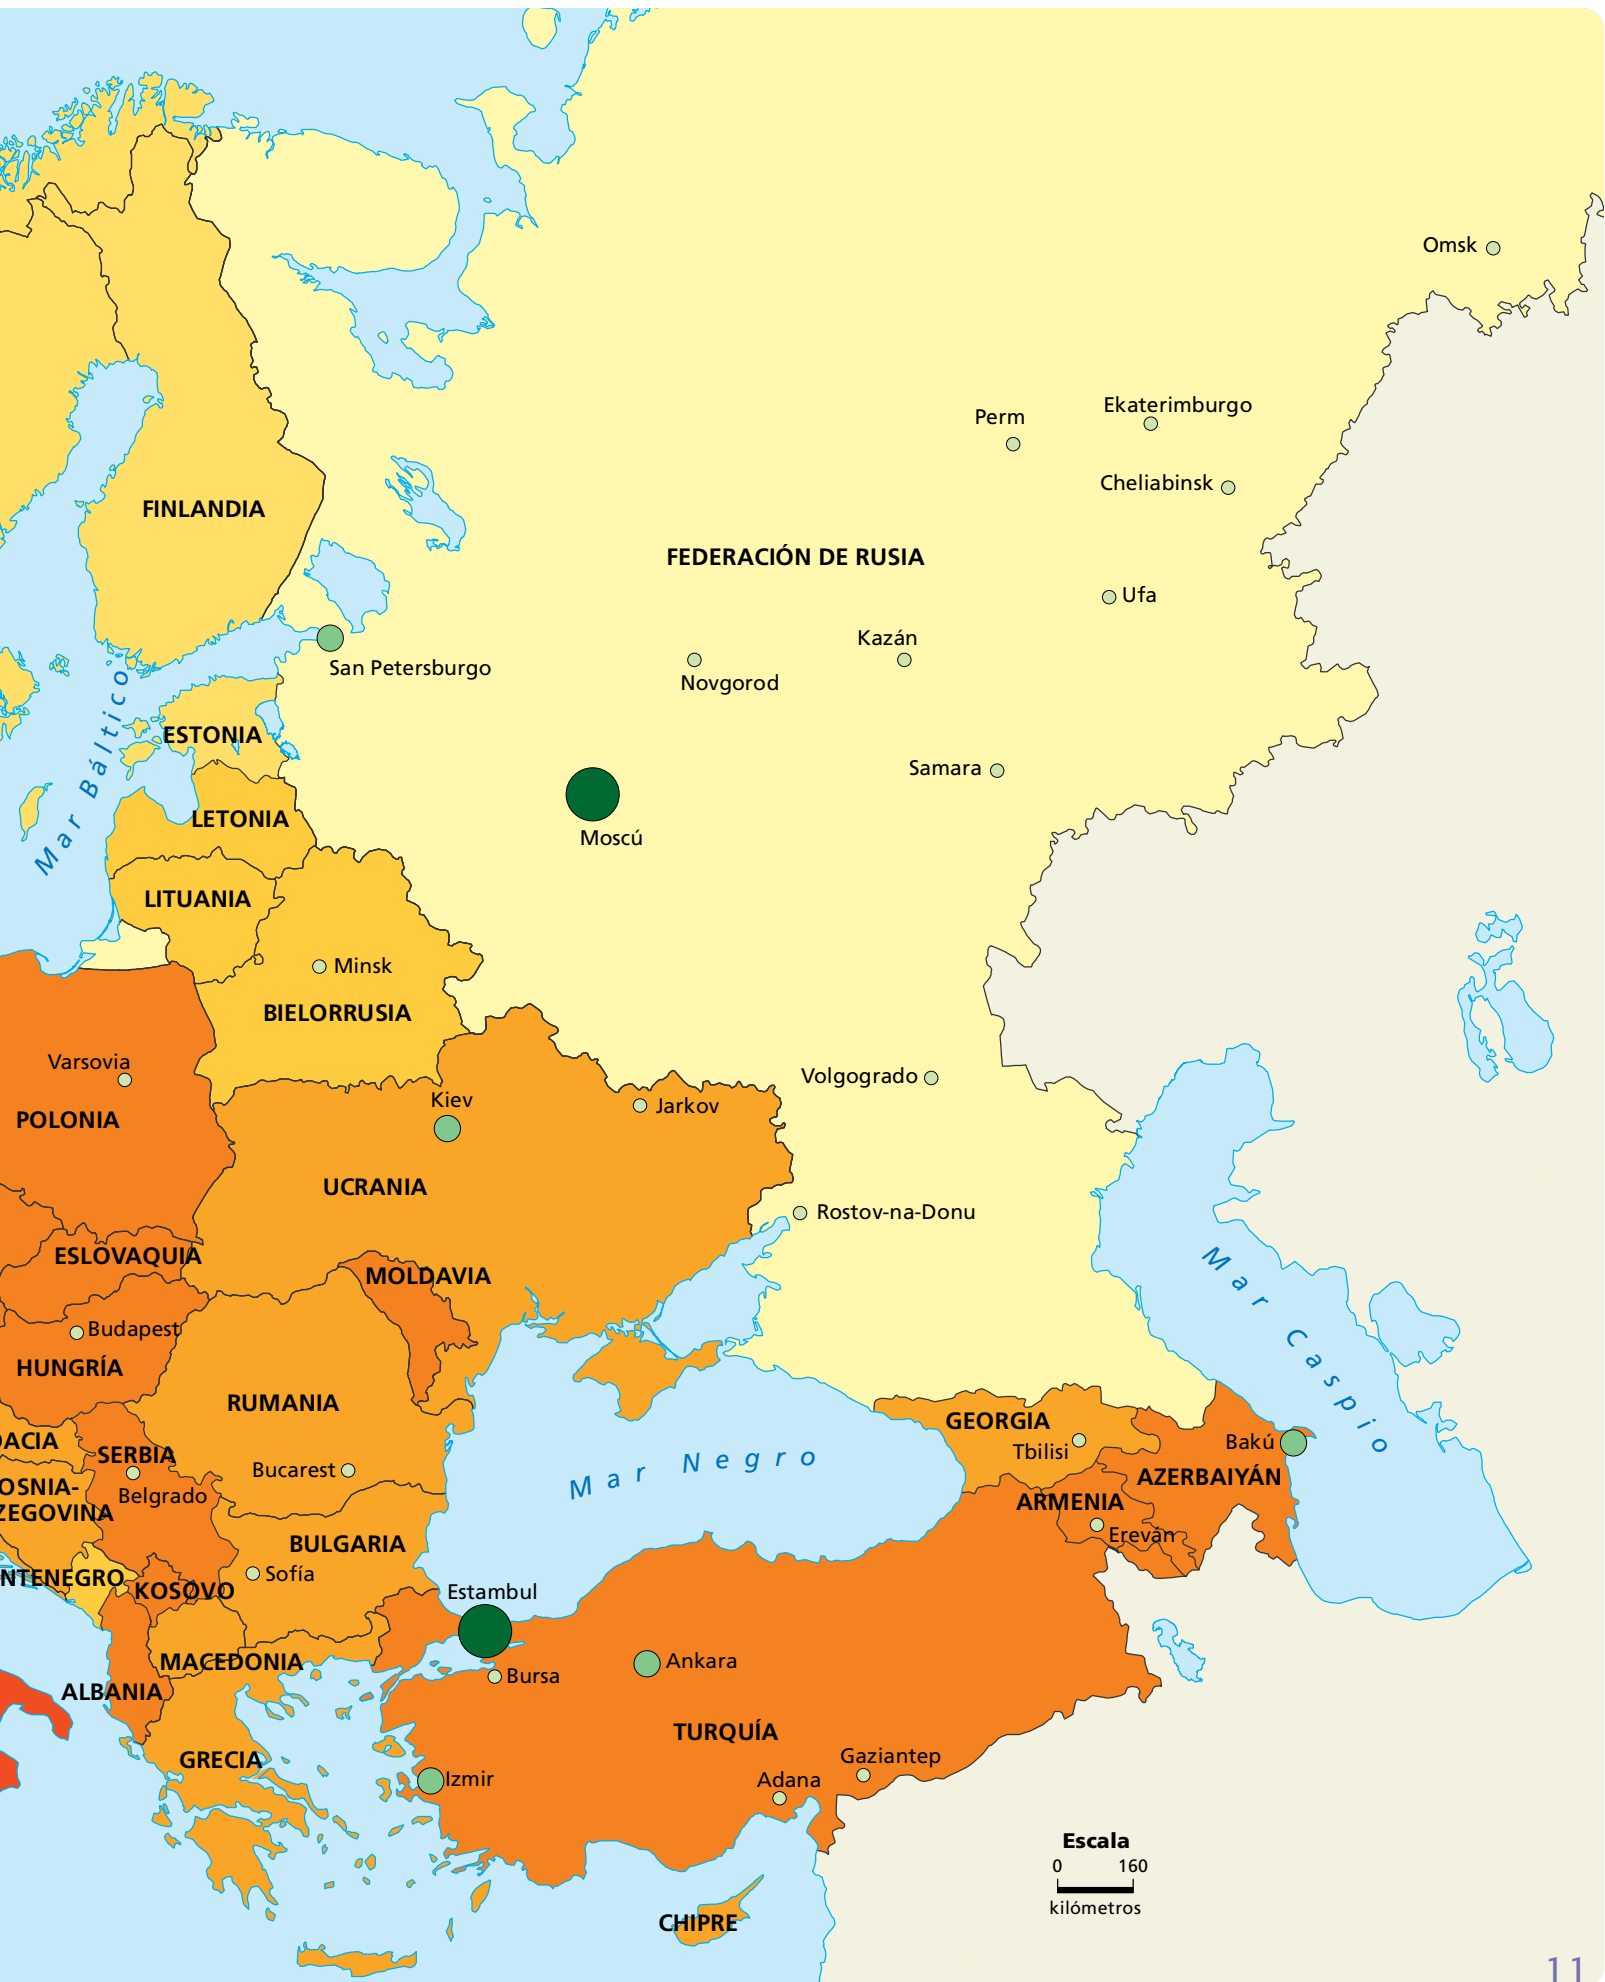 Omsk
Ekaterimburgo
Perm
Cheliabinsk
FINLANDIA
FEDERACIÓN DE RUSIA
Ufa
Kazán
San Petersburgo
Novgorod
Mar Báltico
ESTONIA
Samara
LETONIA
Moscú
LITUANIA
Minsk
BIELORRUSIA
Varsovia
Volgogrado
Kiev
Jarkov
POLONIA
UCRANIA
Rostov-na-Donu
ESLOVAQUIA
MOLDAVIA
Mar Caspio
Budapest
HUNGRÍA
RUMANIA
GEORGIA
Tbilisi
Bakú
OACIA
SERBIA
Mar Negro
Bucarest
AZERBAIYÁN
OSNIA-
ZEGOVINA
Belgrado
ARMENIA
Ereván
BULGARIA
Sofía
NTENEGRO
KOSOVO
Estambul
MACEDONIA
Ankara
Bursa
ALBANIA
TURQUÍA
GRECIA
Gaziantep
Izmir
Adana
Escala
0 160
kilómetros
CHIPRE
11